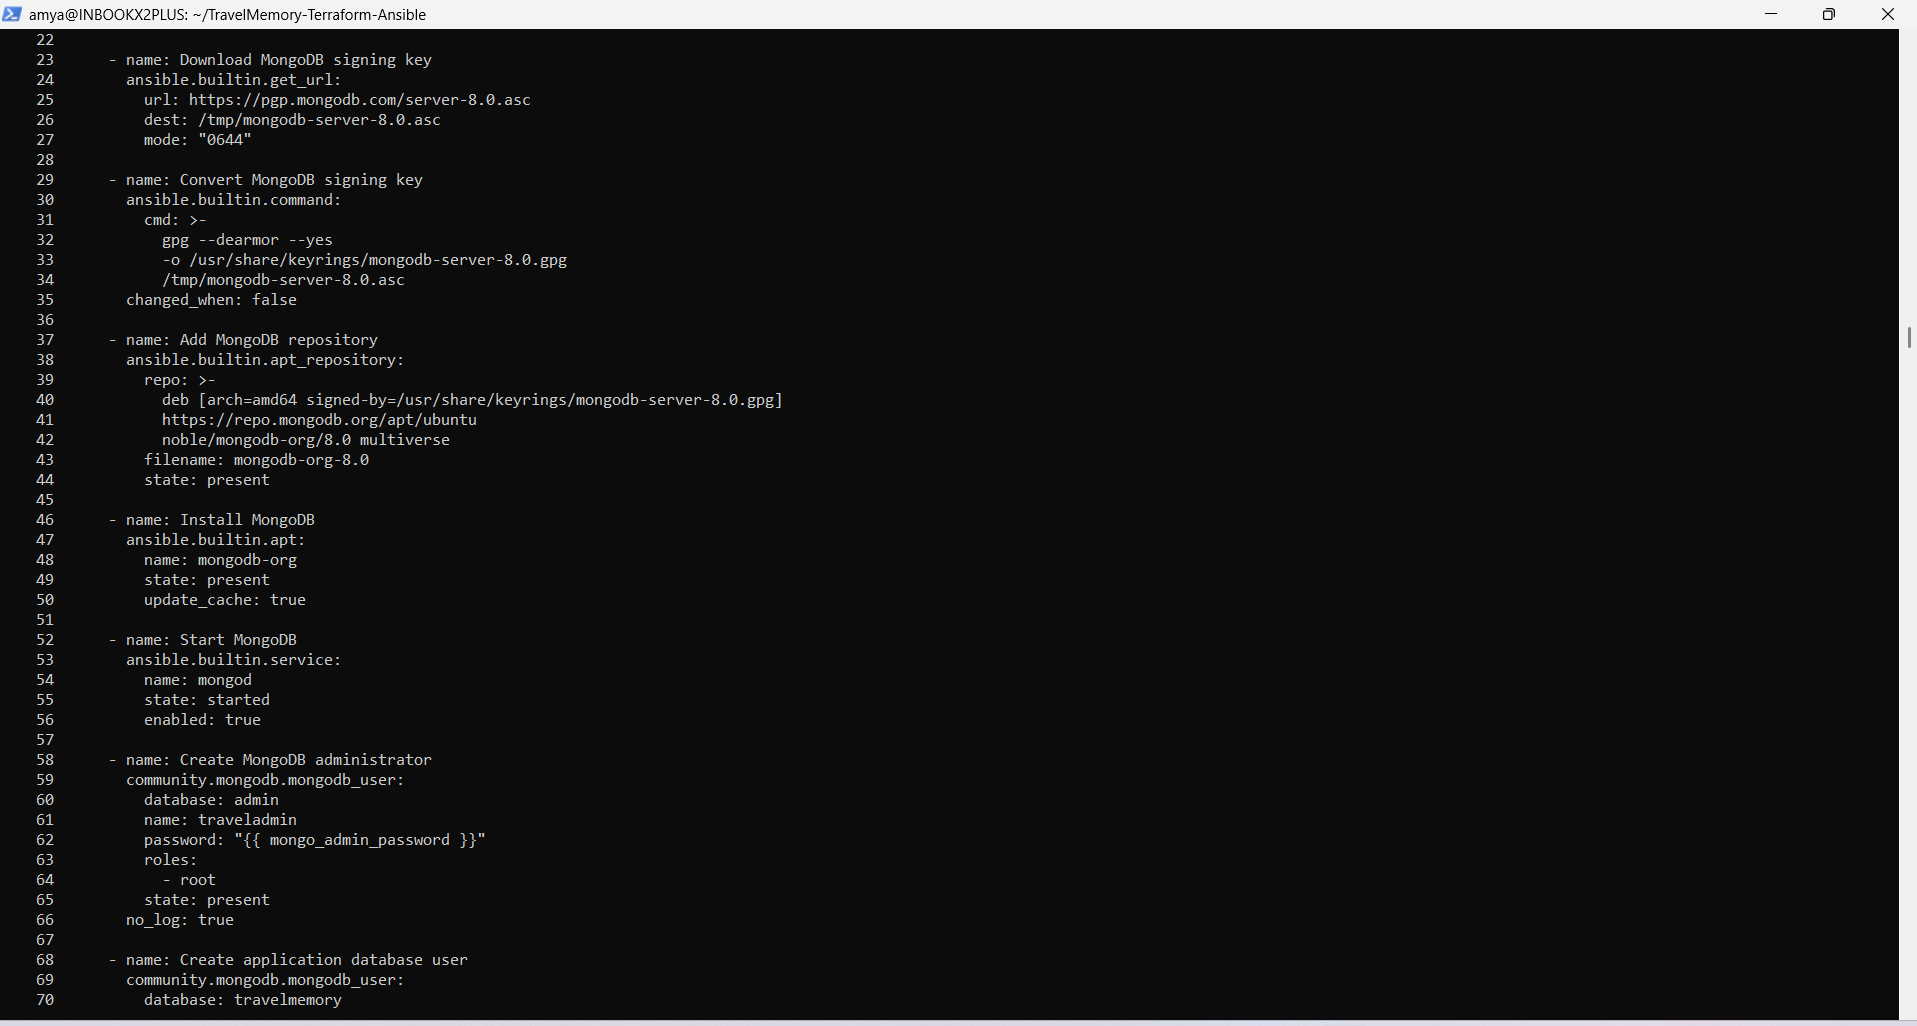 amya@INBOOKX2PLUS: ~/TravelMemory-Terraform-Ansible
22
23      - name: Download MongoDB signing key
24        ansible.builtin.get_url:
25          url: https://pgp.mongodb.com/server-8.0.asc
26          dest: /tmp/mongodb-server-8.0.asc
27          mode: "0644"
28
29      - name: Convert MongoDB signing key
30        ansible.builtin.command:
31          cmd: >-
32            gpg --dearmor --yes
33            -o /usr/share/keyrings/mongodb-server-8.0.gpg
34            /tmp/mongodb-server-8.0.asc
35        changed_when: false
36
37      - name: Add MongoDB repository
38        ansible.builtin.apt_repository:
39          repo: >-
40            deb [arch=amd64 signed-by=/usr/share/keyrings/mongodb-server-8.0.gpg]
41            https://repo.mongodb.org/apt/ubuntu
42            noble/mongodb-org/8.0 multiverse
43          filename: mongodb-org-8.0
44          state: present
45
46      - name: Install MongoDB
47        ansible.builtin.apt:
48          name: mongodb-org
49          state: present
50          update_cache: true
51
52      - name: Start MongoDB
53        ansible.builtin.service:
54          name: mongod
55          state: started
56          enabled: true
57
58      - name: Create MongoDB administrator
59        community.mongodb.mongodb_user:
60          database: admin
61          name: traveladmin
62          password: "{{ mongo_admin_password }}"
63          roles:
64            - root
65          state: present
66        no_log: true
67
68      - name: Create application database user
69        community.mongodb.mongodb_user:
70          database: travelmemory